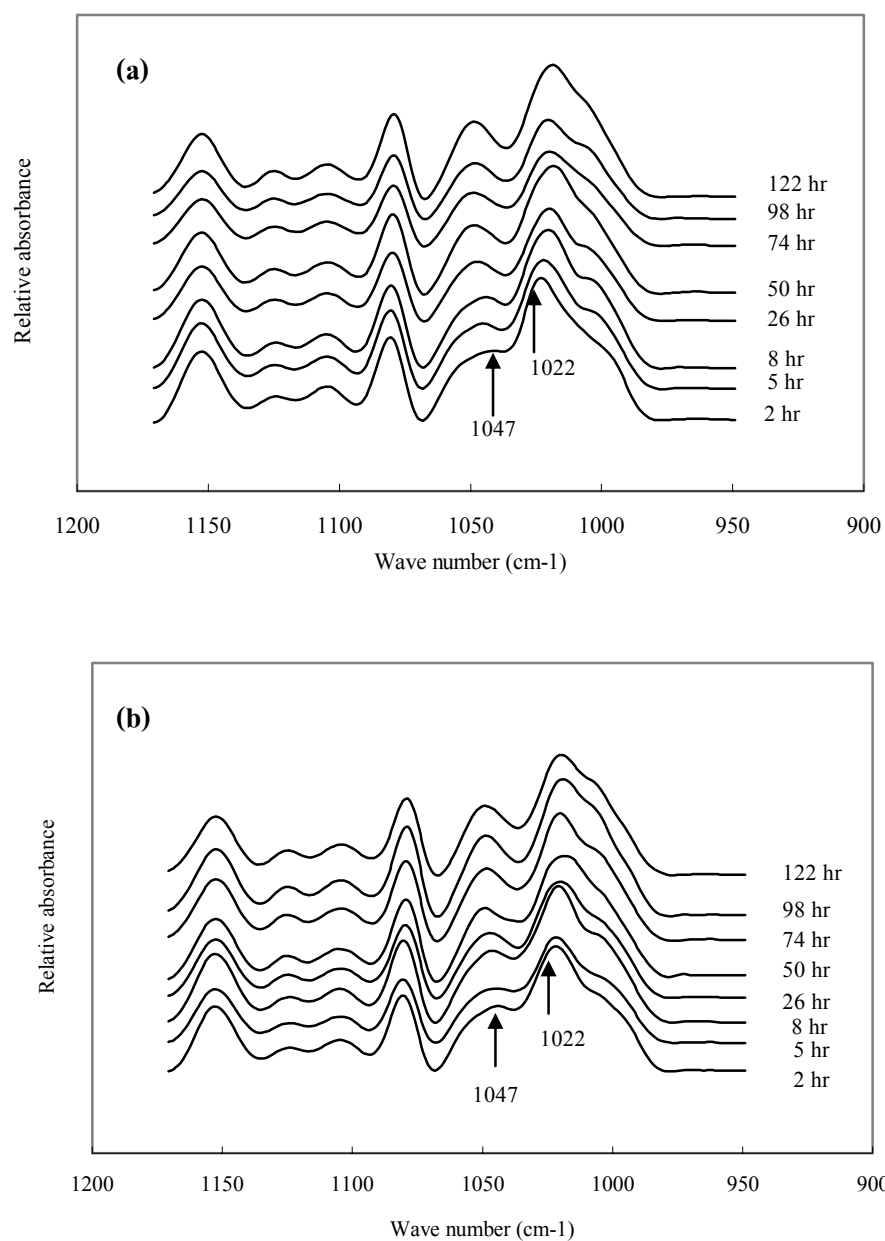 (a)
Relative absorbance
122 hr
98 hr
74 hr
50 hr
26 hr
8 hr
5 hr
2 hr
1022
1047
1200 1150 1100 1050 1000 950 900
Wave number (cm-1)
(b)
Relative absorbance
122 hr
98 hr
74 hr
50 hr
26 hr
8 hr
5 hr
2 hr
1022
1047
1200 1150 1100 1050 1000 950 900
Wave number (cm-1)